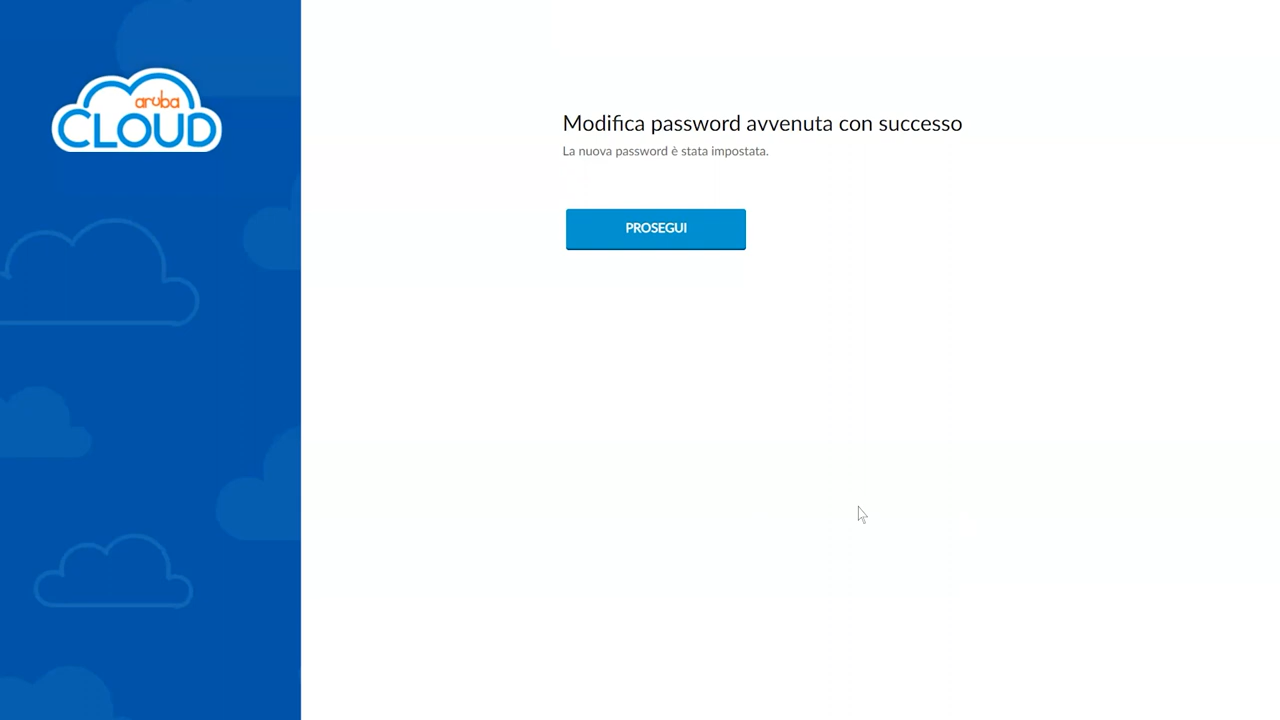 aruba
CLOUD
Modifica password avvenuta con successo
La nuova password è stata impostata.
PROSEGUI